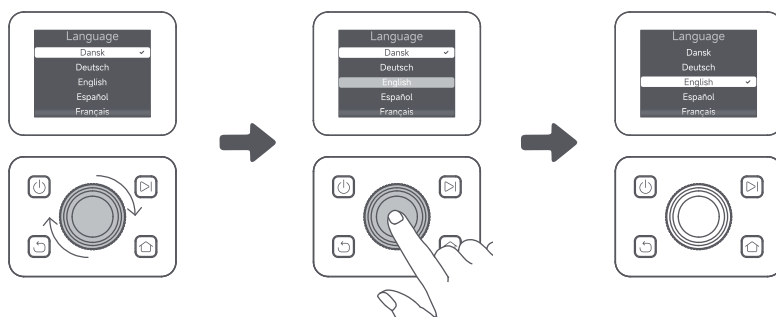 Language
Dansk
Deutsch
English
Español
Français
Language
Dansk
Deutsch
English
Español
Français
Language
Dansk
Deutsch
English
Español
Français